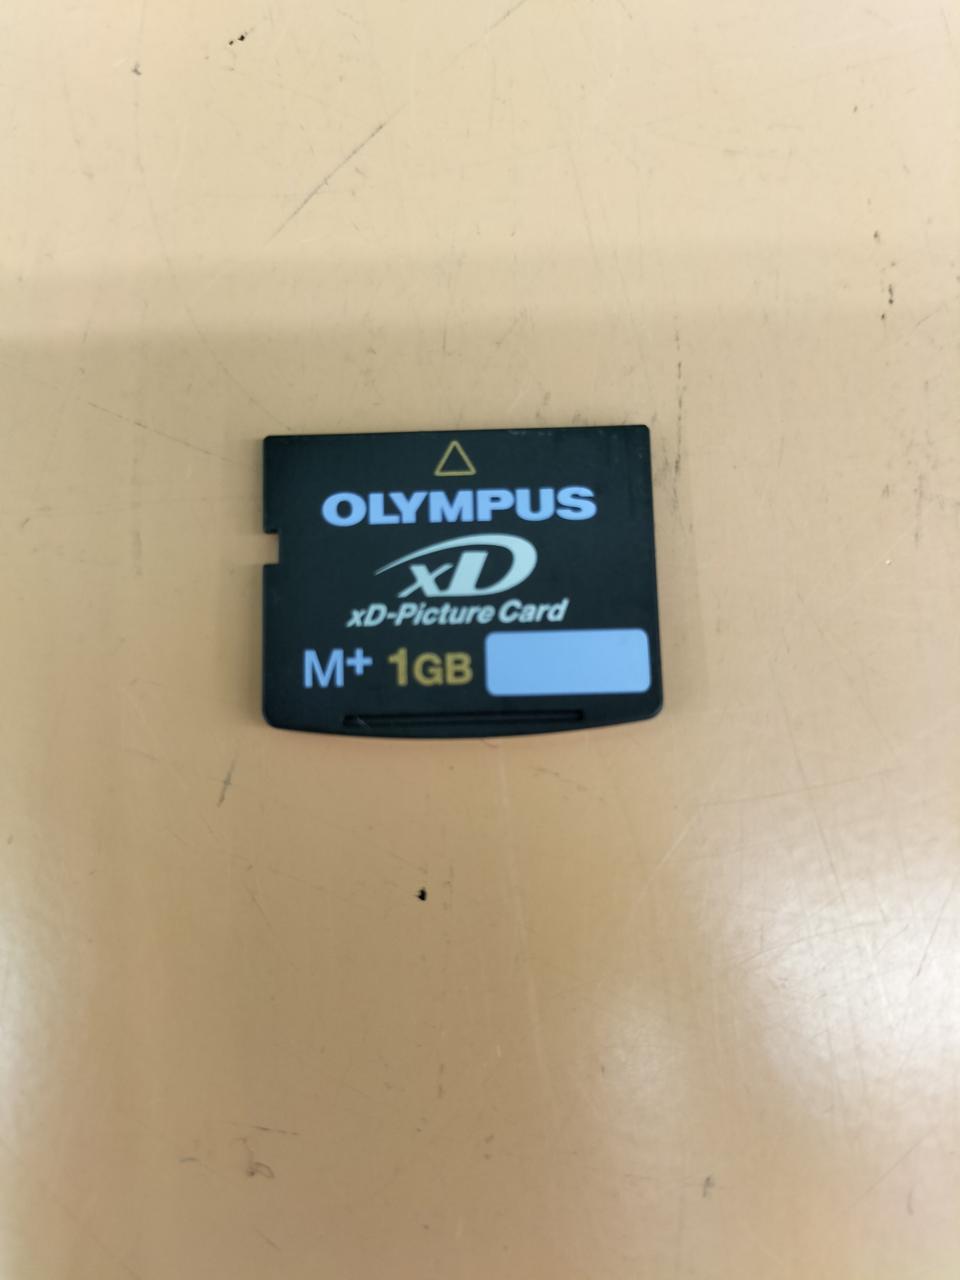 OLYMPUS
xD
xD-Picture Card
M+ 1GB